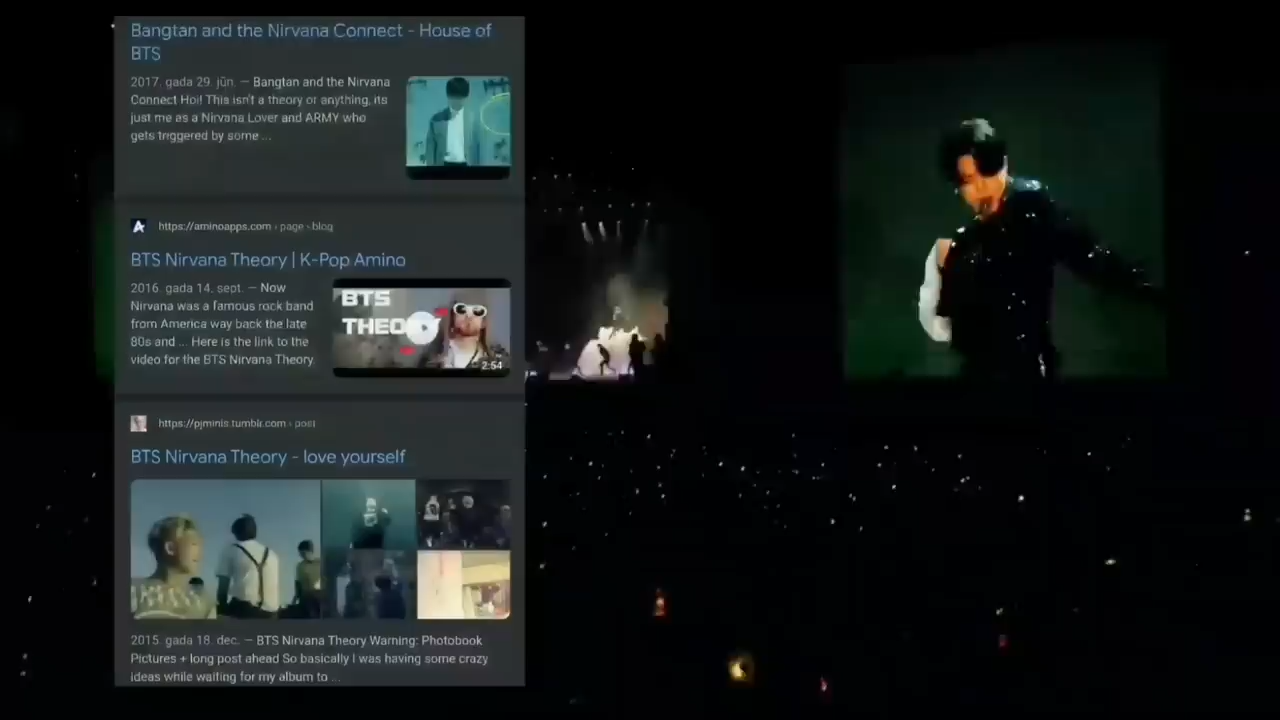 Bangtan and the Nirvana Connect - House of
BTS
2017. gada 29. jūn. — Bangtan and the Nirvana
Connect Hoi! This isn't a theory or anything, its
just me as a Nirvana Lover and ARMY who
gets triggered by some ...
https://aminoapps.com › page › blog
BTS Nirvana Theory | K-Pop Amino
2016. gada 14. sept. — Now
Nirvana was a famous rock band
from America way back the late
80s and ... Here is the link to the
video for the BTS Nirvana Theory.
BTS
THEORY
2:54
https://pjminis.tumblr.com › post
BTS Nirvana Theory - love yourself
2015. gada 18. dec. — BTS Nirvana Theory Warning: Photobook
Pictures + long post ahead So basically I was having some crazy
ideas while waiting for my album to ...